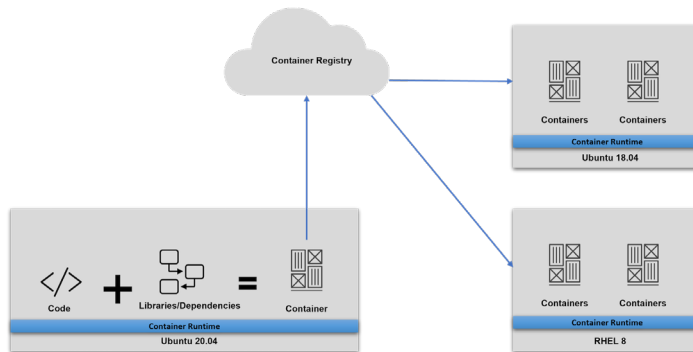 Container Registry
Containers Containers
Container Runtime
Ubuntu 18.04
Code Libraries/Dependencies Container
Container Runtime
Ubuntu 20.04
Containers Containers
Container Runtime
RHEL 8